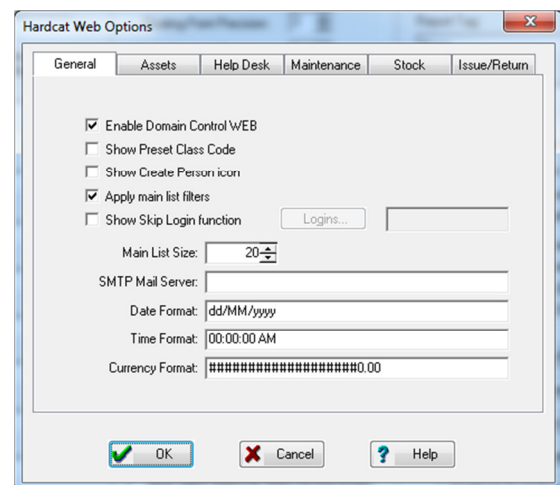 Hardcat Web Options
General Assets Help Desk Maintenance Stock Issue/Return
Enable Domain Control WEB
Show Preset Class Code
Show Create Person icon
Apply main list filters
Show Skip Login function Logins...
Main List Size: 20
SMTP Mail Server:
Date Format: dd/MM/yyyy
Time Format: 00:00:00 AM
Currency Format: ###################0.00
OK Cancel Help